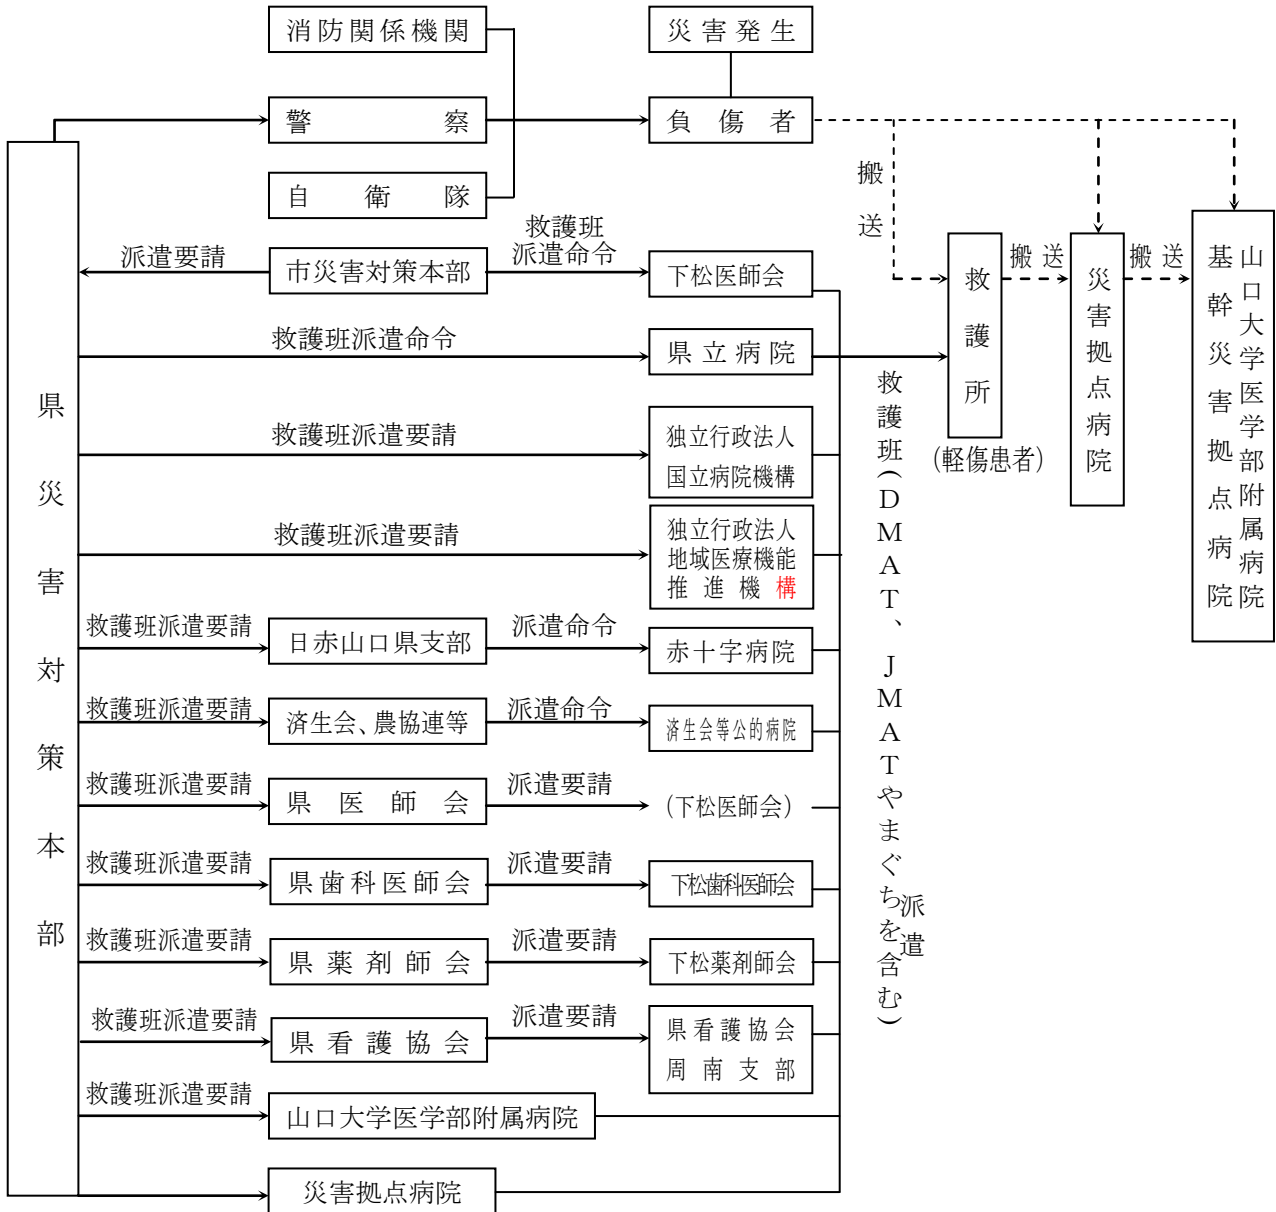 消防関係機関
災害発生
警察
負傷者
自衛隊
搬送
救護班
派遣命令
派遣要請
市災害対策本部
下松医師会
救護所
(軽傷患者)
搬送
災害拠点病院
搬送
山口大学医学部附属病院
基幹災害拠点病院
県災害対策本部
救護班派遣命令
県立病院
救護班派遣要請
独立行政法人
国立病院機構
救護班派遣要請
独立行政法人
地域医療機能
推進機構
救護班(DMAT、JMATやまぐちを含む)
派遣
救護班派遣要請
日赤山口県支部
派遣命令
赤十字病院
救護班派遣要請
済生会、農協連等
派遣命令
済生会等公的病院
救護班派遣要請
県医師会
派遣要請
(下松医師会)
救護班派遣要請
県歯科医師会
派遣要請
下松歯科医師会
救護班派遣要請
県薬剤師会
派遣要請
下松薬剤師会
救護班派遣要請
県看護協会
派遣要請
県看護協会
周南支部
救護班派遣要請
山口大学医学部附属病院
災害拠点病院